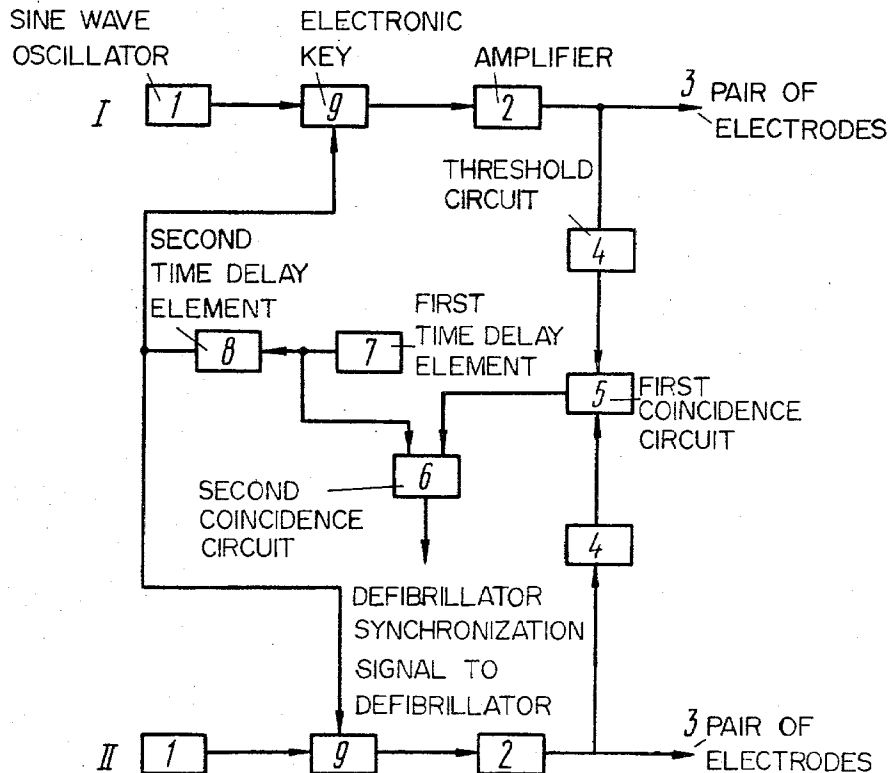 SINE WAVE
OSCILLATOR
ELECTRONIC
KEY
AMPLIFIER
I
1
9
2
3
PAIR OF
ELECTRODES
THRESHOLD
CIRCUIT
4
SECOND
TIME DELAY
ELEMENT
8
7
FIRST
TIME DELAY
ELEMENT
5
FIRST
COINCIDENCE
CIRCUIT
6
SECOND
COINCIDENCE
CIRCUIT
4
DEFIBRILLATOR
SYNCHRONIZATION
SIGNAL TO
DEFIBRILLATOR
II
1
9
2
3
PAIR OF
ELECTRODES